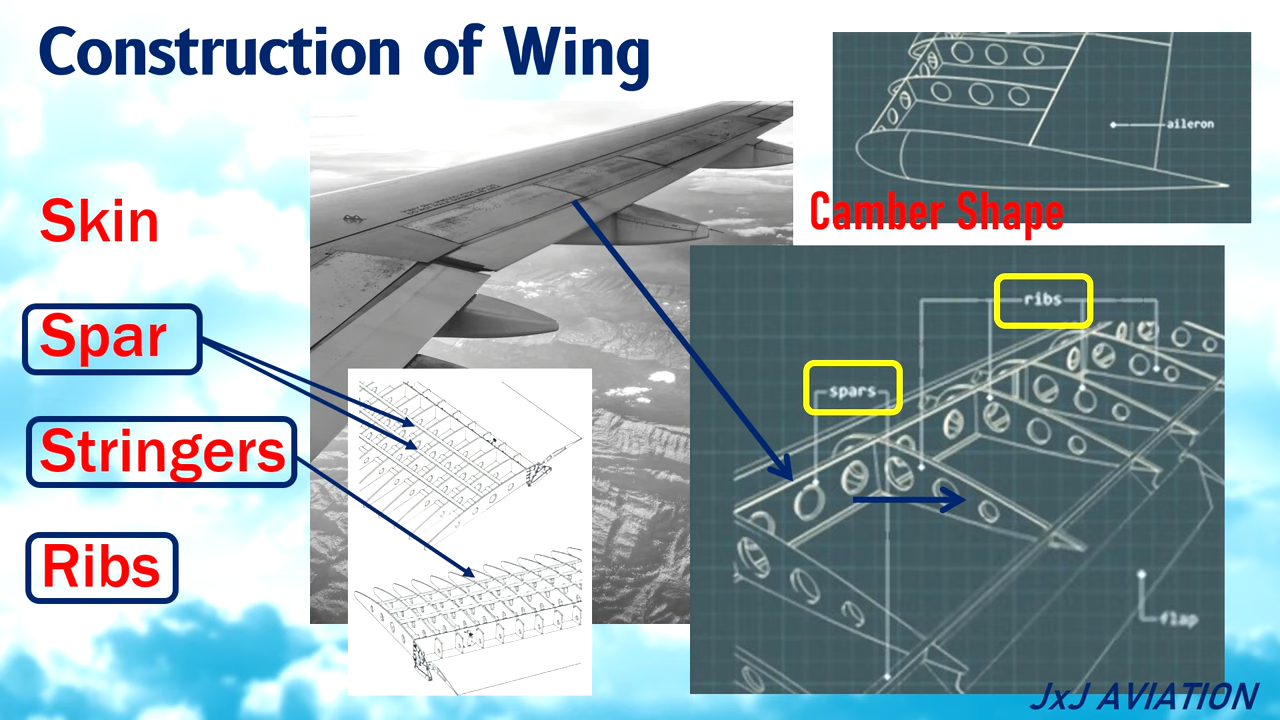 Construction of Wing
aileron
Skin
Camber Shape
Spar
ribs
spars
Stringers
Ribs
flap
JxJ AVIATION